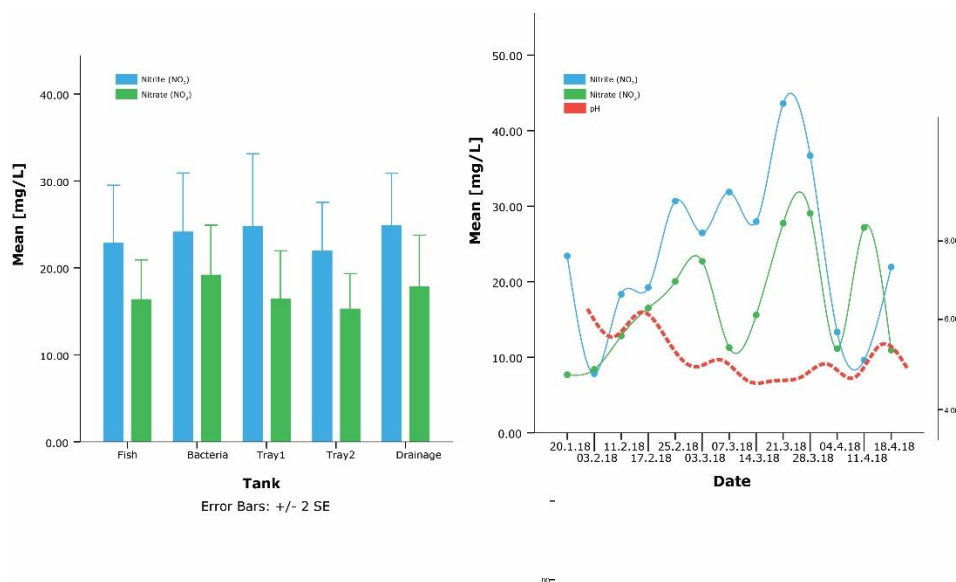 Mean [mg/L]
40.00
30.00
20.00
10.00
0.00
Nitrite (NO₂)
Nitrate (NO₃)
Fish
Bacteria
Tray1
Tray2
Drainage
Tank
Error Bars: +/- 2 SE
Mean [mg/L]
50.00
40.00
30.00
20.00
10.00
0.00
Nitrite (NO₂)
Nitrate (NO₃)
pH
8.00
6.00
4.00
20.11.18 11.2.18 25.2.18 07.3.18 21.3.18 04.4.18 18.4.18
03.2.18 17.2.18 03.3.18 14.3.18 28.3.18 11.4.18
Date